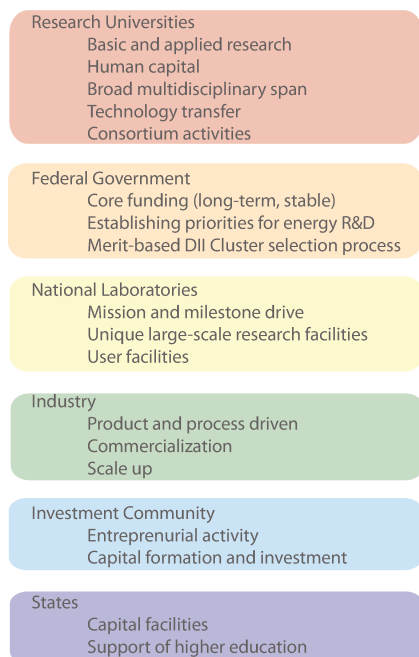 Research Universities
Basic and applied research
Human capital
Broad multidisciplinary span
Technology transfer
Consortium activities
Federal Government
Core funding (long-term, stable)
Establishing priorities for energy R&D
Merit-based DII Cluster selection process
National Laboratories
Mission and milestone drive
Unique large-scale research facilities
User facilities
Industry
Product and process driven
Commercialization
Scale up
Investment Community
Entreprenurial activity
Capital formation and investment
States
Capital facilities
Support of higher education